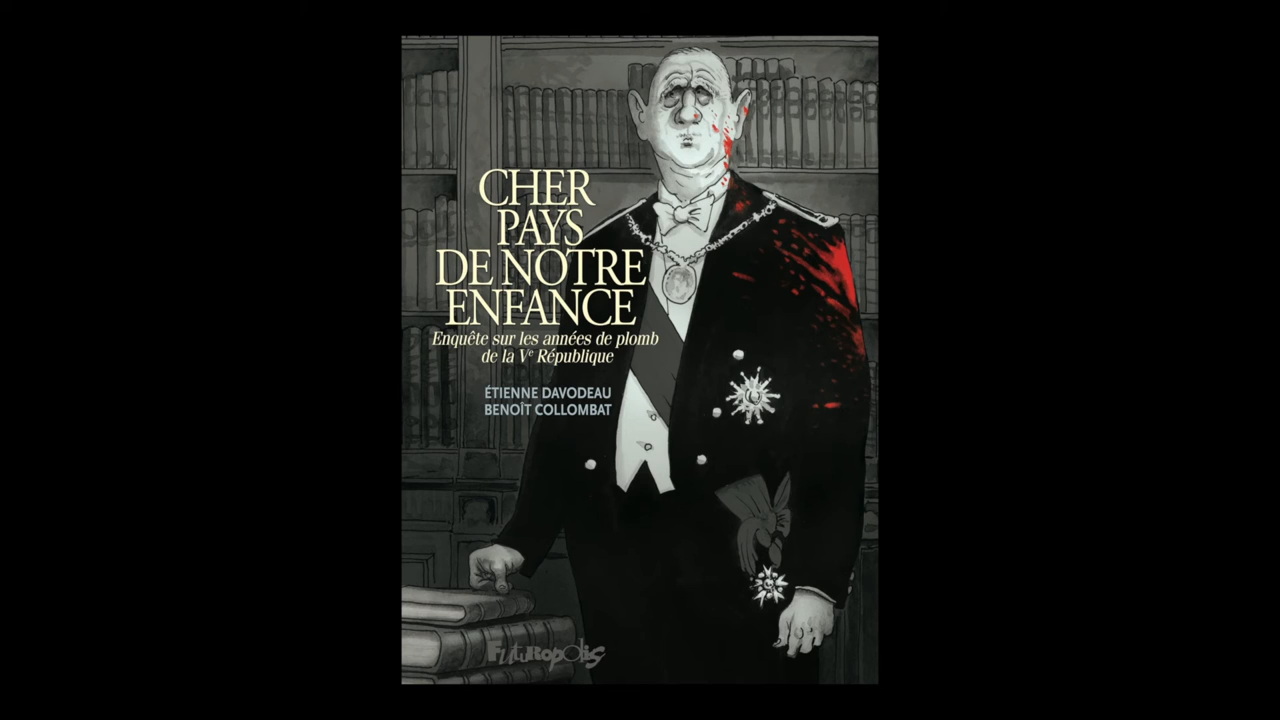 CHER
PAYS
DE NOTRE
ENFANCE
Enquête sur les années de plomb
de la Ve République
ÉTIENNE DAVODEAU
BENOÎT COLLOMBAT
FUTUROPOLIS